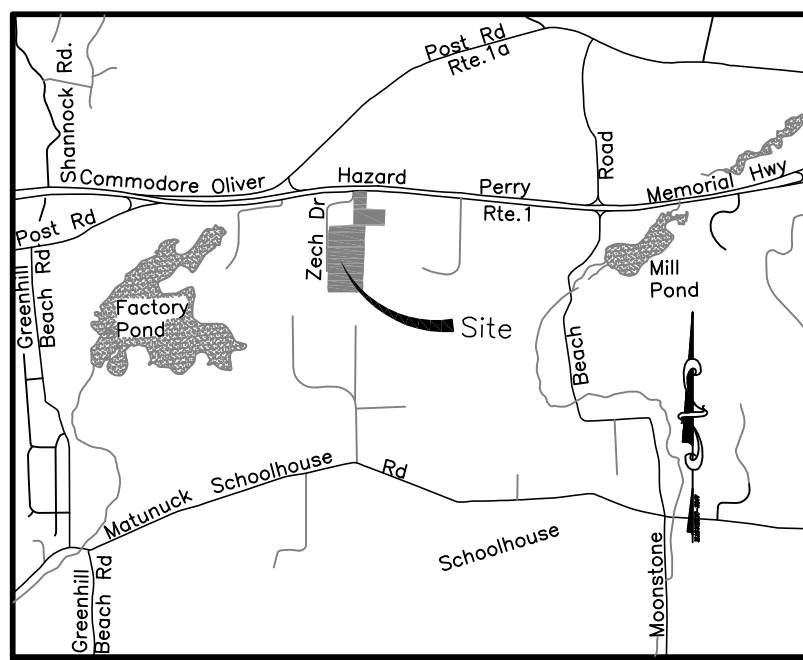 Shannock Rd.
Post Rd
Rte.1a
Commodore Oliver Hazard Perry Memorial Hwy
Rte.1
Road
Post Rd
Greenhill
Beach Rd
Zech Dr
Factory
Pond
Mill
Pond
Site
Beach
Matunuck Schoolhouse Rd
Schoolhouse
Greenhill
Beach Rd
Moonstone